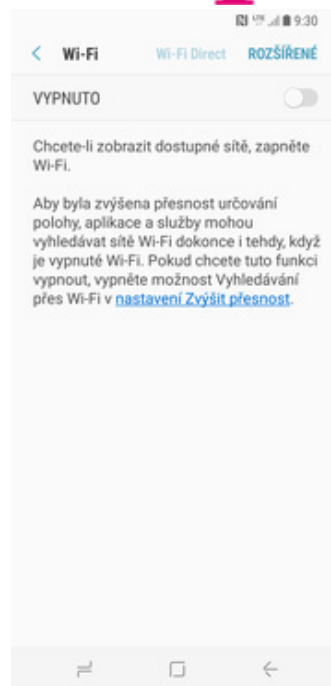 9:30
Wi-Fi Wi-Fi Direct ROZŠÍŘENÉ
VYPNUTO
Chcete-li zobrazit dostupné sítě, zapněte
Wi-Fi.
Aby byla zvýšena přesnost určování
polohy, aplikace a služby mohou
vyhledávat sítě Wi-Fi dokonce i tehdy, když
je vypnuté Wi-Fi. Pokud chcete tuto funkci
vypnout, vypněte možnost Vyhledávání
přes Wi-Fi v nastavení Zvýšit přesnost.